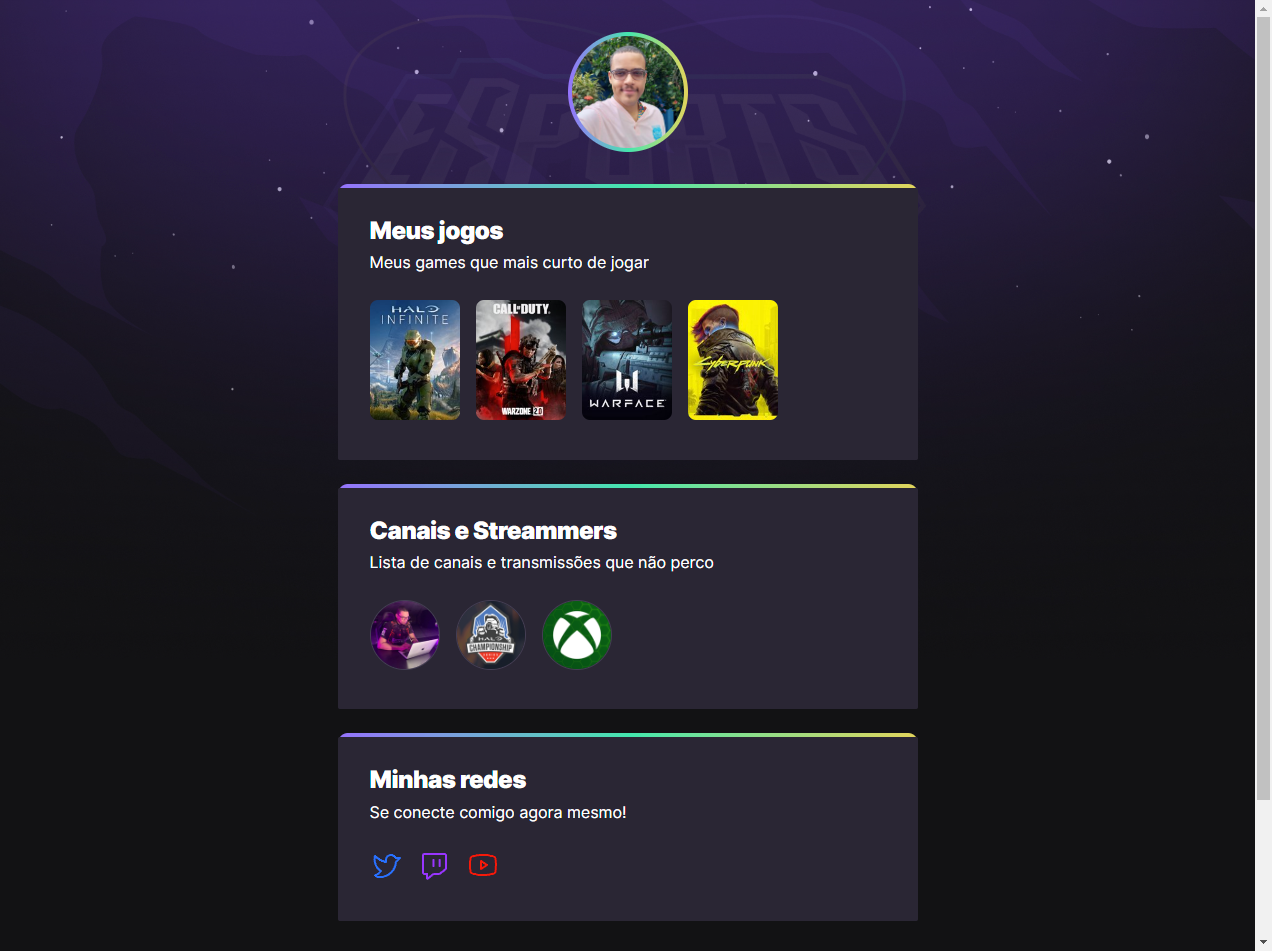 ESPORTS
Meus jogos
Meus games que mais curto de jogar
HALO
INFINITE
CALL OF DUTY
WARZONE 2.0
WARFACE
Cyberpunk
Canais e Streammers
Lista de canais e transmissões que não perco
HALO
CHAMPIONSHIP
Minhas redes
Se conecte comigo agora mesmo!